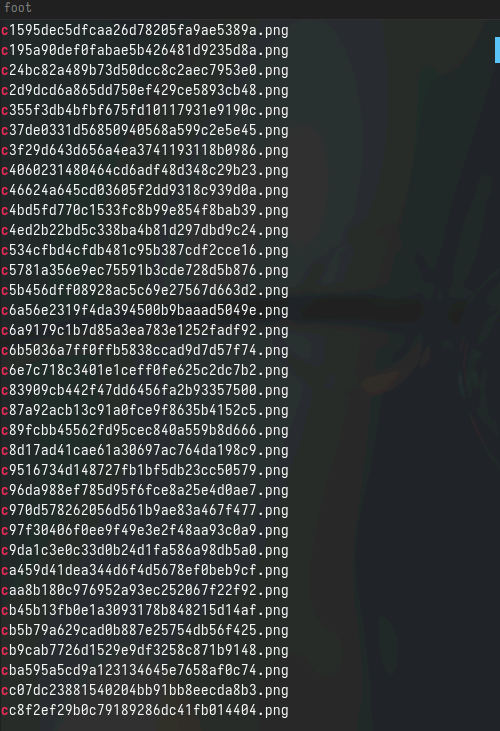 foot
c1595dec5dfcaa26d78205fa9ae5389a.png
c195a90def0fabae5b426481d9235d8a.png
c24bc82a489b73d50dcc8c2aec7953e0.png
c2d9dcd6a865dd750ef429ce5893cb48.png
c355f3db4bfbf675fd10117931e9190c.png
c37de0331d56850940568a599c2e5e45.png
c3f29d643d656a4ea3741193118b0986.png
c4060231480464cd6adf48d348c29b23.png
c46624a645cd03605f2dd9318c939d0a.png
c4bd5fd770c1533fc8b99e854f8bab39.png
c4ed2b22bd5c338ba4b81d297dbd9c24.png
c534cfbd4cfdb481c95b387cdf2cce16.png
c5781a356e9ec75591b3cde728d5b876.png
c5b456dff08928ac5c69e27567d663d2.png
c6a56e2319f4da394500b9baaad5049e.png
c6a9179c1b7d85a3ea783e1252fadf92.png
c6b5036a7ff0ffb5838ccad9d7d57f74.png
c6e7c718c3401e1ceff0fe625c2dc7b2.png
c83909cb442f47dd6456fa2b93357500.png
c87a92acb13c91a0fce9f8635b4152c5.png
c89fcbb45562fd95cec840a559b8d666.png
c8d17ad41cae61a30697ac764da198c9.png
c9516734d148727fb1bf5db23cc50579.png
c96da988ef785d95f6fce8a25e4d0ae7.png
c970d578262056d561b9ae83a467f477.png
c97f30406f0ee9f49e3e2f48aa93c0a9.png
c9da1c3e0c33d0b24d1fa586a98db5a0.png
ca459d41dea344d6f4d5678ef0beb9cf.png
caa8b180c976952a93ec252067f22f92.png
cb45b13fb0e1a3093178b848215d14af.png
cb5b79a629cad0b887e25754db56f425.png
cb9cab7726d1529e9df3258c871b9148.png
cba595a5cd9a123134645e7658af0c74.png
cc07dc23881540204bb91bb8eecda8b3.png
cc8f2ef29b0c79189286dc41fb014404.png